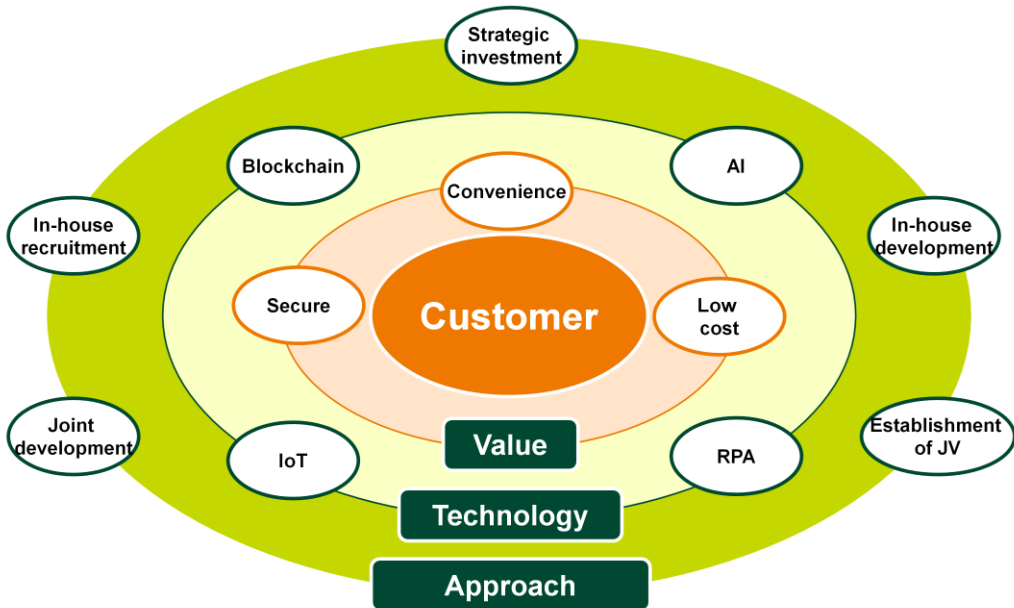 Strategic
investment
Blockchain
AI
Convenience
In-house
recruitment
In-house
development
Secure
Customer
Low
cost
Joint
development
IoT
Value
RPA
Establishment
of JV
Technology
Approach